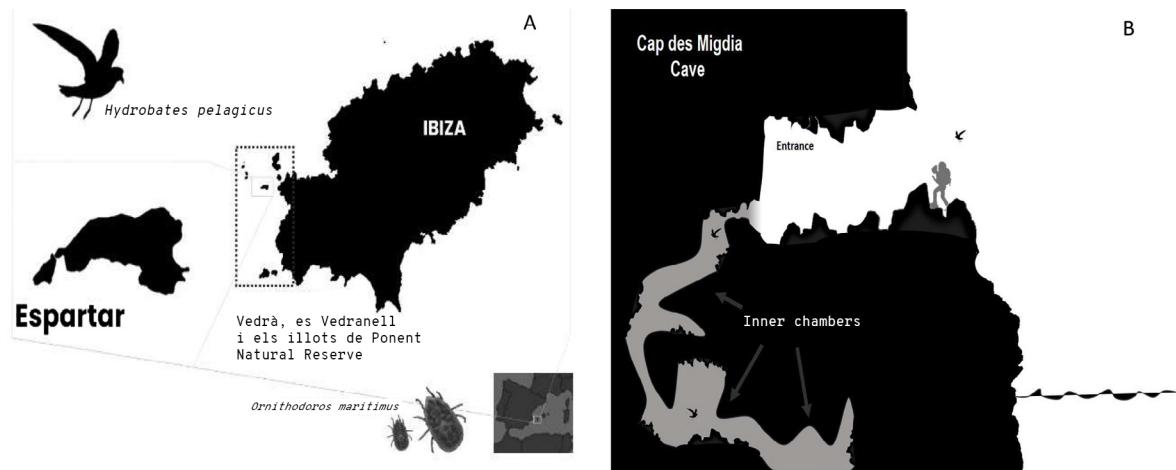 A
Hydrobates pelagicus
IBIZA
Espartar
Vedrà, es Vedranell
i els illots de Ponent
Natural Reserve
Ornithodoros maritimus
B
Cap des Migdia
Cave
Entrance
Inner chambers